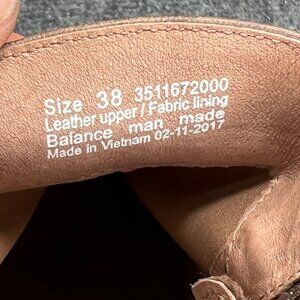 Size 38 3511672000
Leather upper / Fabric lining
Balance man made
Made in Vietnam 02-11-2017